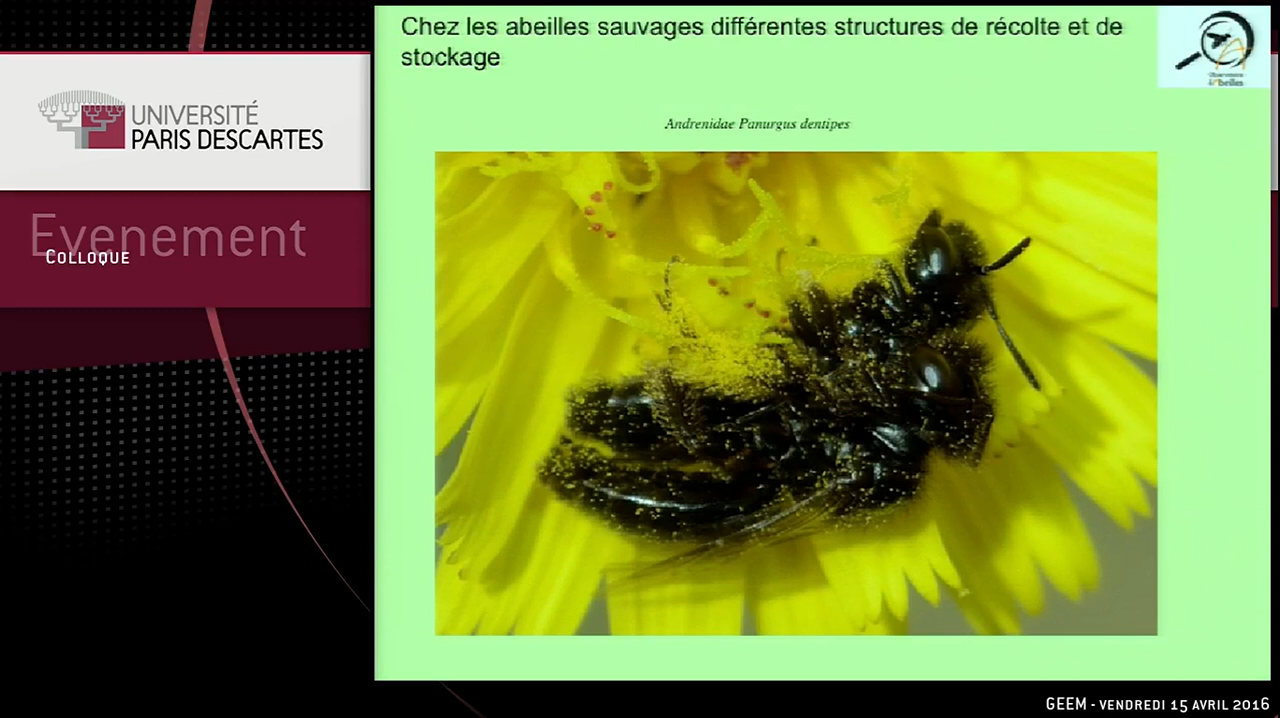 Chez les abeilles sauvages différentes structures de récolte et de
stockage
UNIVERSITÉ
PARIS DESCARTES
Andrenidae Panurgus dentipes
Evenement
COLLOQUE
GEEM - VENDREDI 15 AVRIL 2016